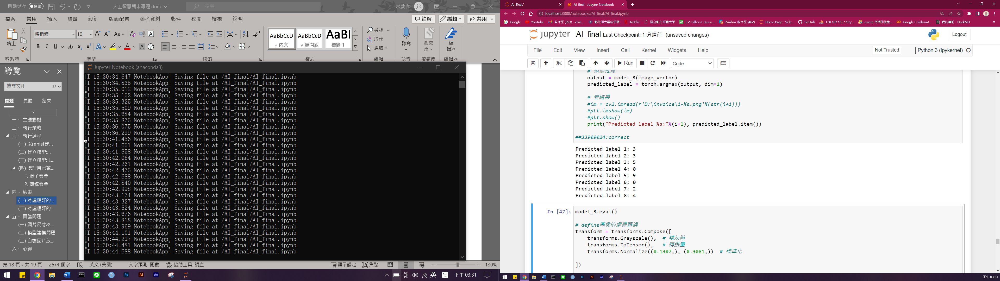 自動儲存 關閉
人工智慧期末專題.docx
搜尋
常葳 陳
檔案 常用 插入 繪圖 設計 版面配置 參考資料 郵件 校閱 檢視 說明
註解 編輯 共用
貼上
標楷體 10
剪貼簿 字型 段落 樣式 編輯 語音 敏感度 編輯器
AaBbCcD AaBbCcD AaBl
內文 無間距 標題 1
尋找
取代
選取
聽寫
敏感度
編輯器
導覽
搜尋文件
標題 頁面 結果
一、 主題動機
二、 執行策略
三、 執行過程
(一) 以mnist建...
(二) 建立模型:...
(三) 建立模型: L...
(四) 處理自己蒐...
1. 電子發票
2. 傳統發票
四、 結果
(一) 將處理好的...
(二) 將處理好的...
五、 面臨問題
(一) 圖片尺寸&...
(二) 模型建構問題
(三) 自製圖片放...
六、 心得
Jupyter Notebook (anaconda3)
[I 15:30:34.647 NotebookApp] Saving file at /AI_final/AI_final.ipynb
[I 15:30:34.835 NotebookApp] Saving file at /AI_final/AI_final.ipynb
[I 15:30:35.012 NotebookApp] Saving file at /AI_final/AI_final.ipynb
[I 15:30:35.152 NotebookApp] Saving file at /AI_final/AI_final.ipynb
[I 15:30:35.325 NotebookApp] Saving file at /AI_final/AI_final.ipynb
[I 15:30:35.509 NotebookApp] Saving file at /AI_final/AI_final.ipynb
[I 15:30:35.684 NotebookApp] Saving file at /AI_final/AI_final.ipynb
[I 15:30:35.875 NotebookApp] Saving file at /AI_final/AI_final.ipynb
[I 15:30:36.075 NotebookApp] Saving file at /AI_final/AI_final.ipynb
[I 15:30:36.299 NotebookApp] Saving file at /AI_final/AI_final.ipynb
[I 15:30:41.456 NotebookApp] Saving file at /AI_final/AI_final.ipynb
[I 15:30:41.651 NotebookApp] Saving file at /AI_final/AI_final.ipynb
[I 15:30:41.858 NotebookApp] Saving file at /AI_final/AI_final.ipynb
[I 15:30:42.064 NotebookApp] Saving file at /AI_final/AI_final.ipynb
[I 15:30:42.261 NotebookApp] Saving file at /AI_final/AI_final.ipynb
[I 15:30:42.475 NotebookApp] Saving file at /AI_final/AI_final.ipynb
[I 15:30:42.688 NotebookApp] Saving file at /AI_final/AI_final.ipynb
[I 15:30:42.840 NotebookApp] Saving file at /AI_final/AI_final.ipynb
[I 15:30:42.998 NotebookApp] Saving file at /AI_final/AI_final.ipynb
[I 15:30:43.174 NotebookApp] Saving file at /AI_final/AI_final.ipynb
[I 15:30:43.327 NotebookApp] Saving file at /AI_final/AI_final.ipynb
[I 15:30:43.524 NotebookApp] Saving file at /AI_final/AI_final.ipynb
[I 15:30:43.676 NotebookApp] Saving file at /AI_final/AI_final.ipynb
[I 15:30:43.818 NotebookApp] Saving file at /AI_final/AI_final.ipynb
[I 15:30:43.969 NotebookApp] Saving file at /AI_final/AI_final.ipynb
[I 15:30:44.101 NotebookApp] Saving file at /AI_final/AI_final.ipynb
[I 15:30:44.297 NotebookApp] Saving file at /AI_final/AI_final.ipynb
[I 15:30:44.481 NotebookApp] Saving file at /AI_final/AI_final.ipynb
[I 15:30:44.688 NotebookApp] Saving file at /AI_final/AI_final.ipynb
第 18 頁，共 19 頁 2674 個字 英文 (美國) 文字預測: 開啟 協助工具: 調查 顯示設定 焦點 130%
英 下午 03:31
AI_final/ AI_final - Jupyter Notebook
localhost:8888/notebooks/AI_final/AI_final.ipynb
Google YouTube 收件匣 (393) - vivia... 彰化師大雲端學院 Netflix 國立彰化師範大學 2.2 million+ Stunn... Zimbra: 收件匣 (462) Home Page - Sele... GitHub 120.107.152.110/... ewant 育網開放教... Google Colaborat... 我的筆記 - HackMD
jupyter AI_final Last Checkpoint: 1 分鐘前 (unsaved changes)
Logout
File Edit View Insert Cell Kernel Widgets Help
Not Trusted Python 3 (ipykernel)
Run Code
# 模型推理
output = model_3(image_vector)
predicted_label = torch.argmax(output, dim=1)
# 看結果
#im = cv2.imread(r'D:\invoice\1-%s.png'%(str(i+1)))
#plt.imshow(im)
#plt.show()
print("Predicted label %s:"%(i+1), predicted_label.item())
##33909024:correct
Predicted label 1: 3
Predicted label 2: 3
Predicted label 3: 5
Predicted label 4: 0
Predicted label 5: 9
Predicted label 6: 0
Predicted label 7: 2
Predicted label 8: 4
In [47]: model_3.eval()
# define圖像的處裡轉換
transform = transforms.Compose([
transforms.Grayscale(), # 轉灰階
transforms.ToTensor(), # 轉張量
transforms.Normalize((0.1307,), (0.3081,)) # 標準化
])
下午 03:31